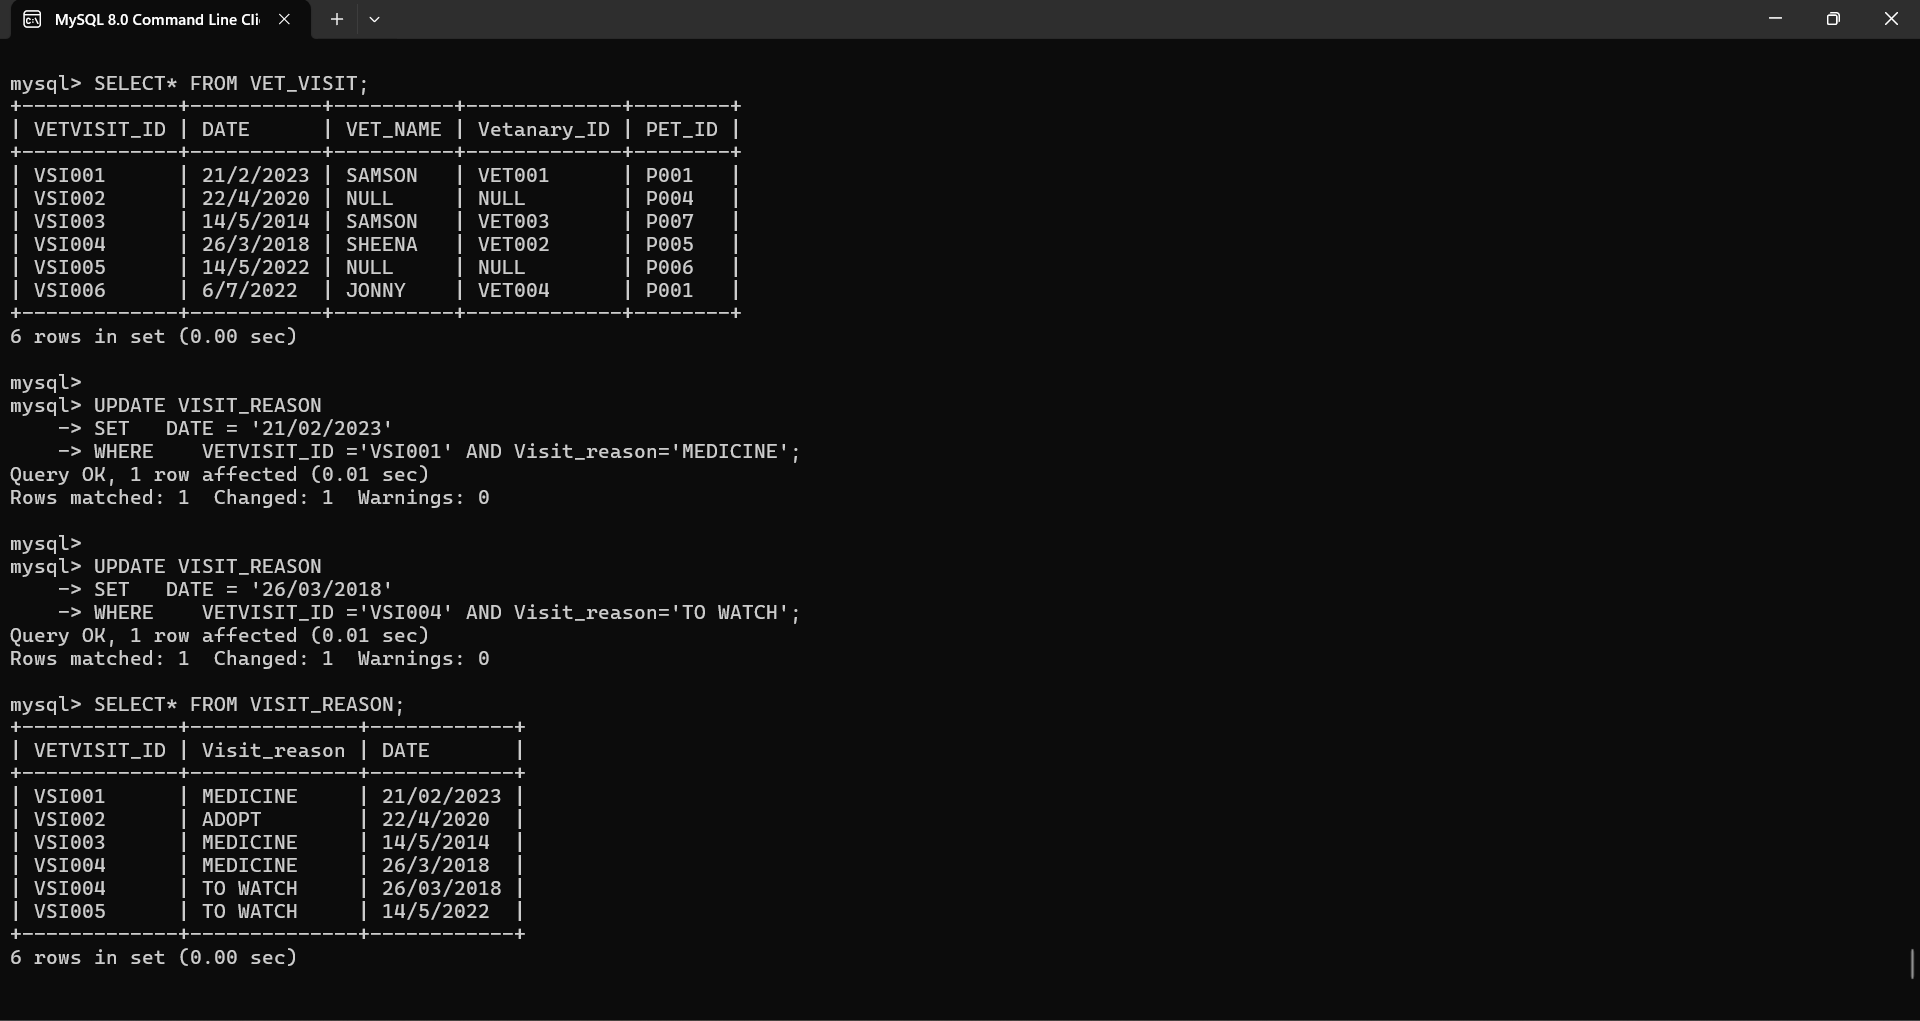 MySQL 8.0 Command Line Cli
mysql> SELECT* FROM VET_VISIT;
+-------------+-----------+----------+-------------+--------+
| VETVISIT_ID | DATE      | VET_NAME | Vetanary_ID | PET_ID |
+-------------+-----------+----------+-------------+--------+
| VSI001      | 21/2/2023 | SAMSON   | VET001      | P001   |
| VSI002      | 22/4/2020 | NULL     | NULL        | P004   |
| VSI003      | 14/5/2014 | SAMSON   | VET003      | P007   |
| VSI004      | 26/3/2018 | SHEENA   | VET002      | P005   |
| VSI005      | 14/5/2022 | NULL     | NULL        | P006   |
| VSI006      | 6/7/2022  | JONNY    | VET004      | P001   |
+-------------+-----------+----------+-------------+--------+
6 rows in set (0.00 sec)
mysql>
mysql> UPDATE VISIT_REASON
    -> SET   DATE = '21/02/2023'
    -> WHERE    VETVISIT_ID ='VSI001' AND Visit_reason='MEDICINE';
Query OK, 1 row affected (0.01 sec)
Rows matched: 1  Changed: 1  Warnings: 0
mysql>
mysql> UPDATE VISIT_REASON
    -> SET   DATE = '26/03/2018'
    -> WHERE    VETVISIT_ID ='VSI004' AND Visit_reason='TO WATCH';
Query OK, 1 row affected (0.01 sec)
Rows matched: 1  Changed: 1  Warnings: 0
mysql> SELECT* FROM VISIT_REASON;
+-------------+--------------+------------+
| VETVISIT_ID | Visit_reason | DATE       |
+-------------+--------------+------------+
| VSI001      | MEDICINE     | 21/02/2023 |
| VSI002      | ADOPT        | 22/4/2020  |
| VSI003      | MEDICINE     | 14/5/2014  |
| VSI004      | MEDICINE     | 26/3/2018  |
| VSI004      | TO WATCH     | 26/03/2018 |
| VSI005      | TO WATCH     | 14/5/2022  |
+-------------+--------------+------------+
6 rows in set (0.00 sec)